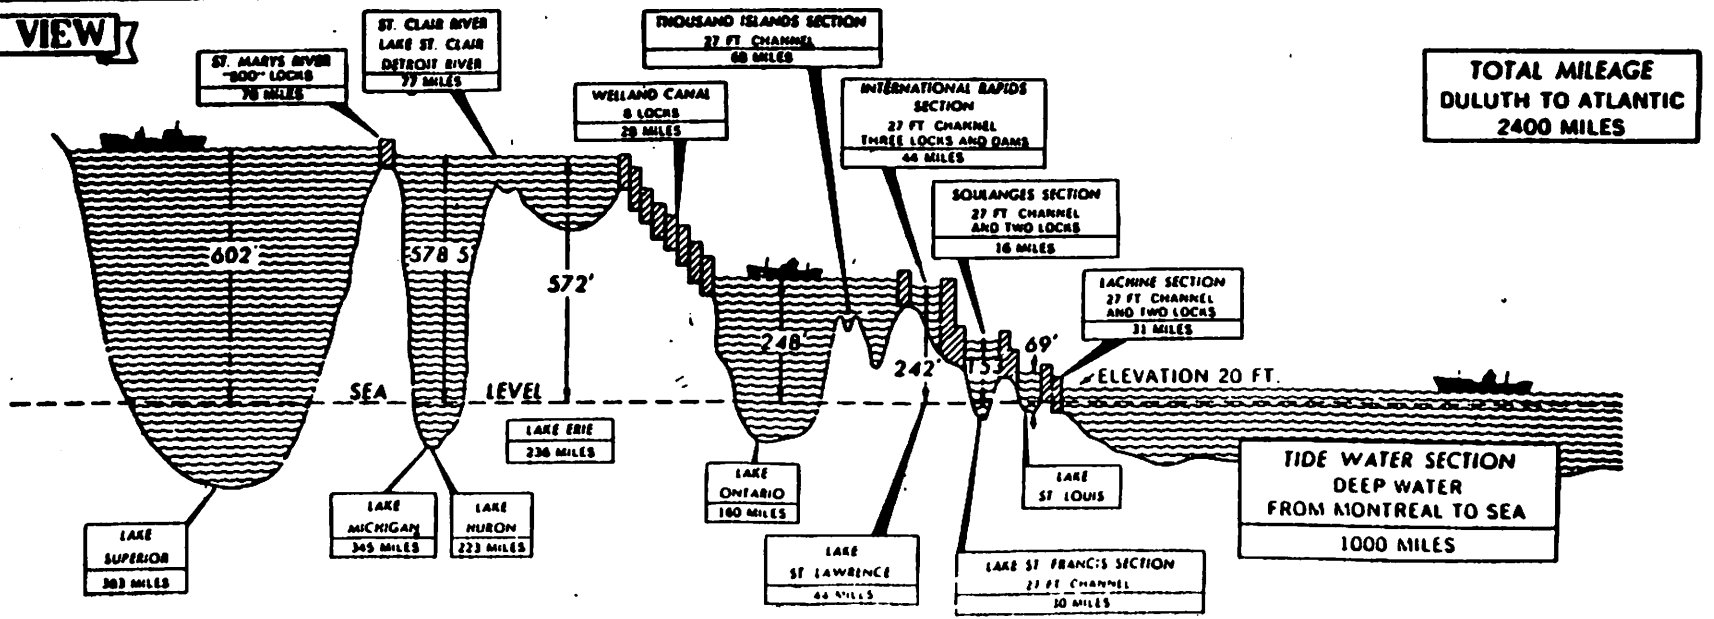 VIEW
ST. MARYS RIVER
"SOO" LOCKS
78 MILES
ST. CLAIR RIVER
LAKE ST. CLAIR
DETROIT RIVER
77 MILES
WELLAND CANAL
8 LOCKS
28 MILES
THOUSAND ISLANDS SECTION
27 FT CHANNEL
68 MILES
INTERNATIONAL RAPIDS
SECTION
27 FT CHANNEL
THREE LOCKS AND DAMS
44 MILES
SOULANGES SECTION
27 FT CHANNEL
AND TWO LOCKS
16 MILES
LACHINE SECTION
27 FT CHANNEL
AND TWO LOCKS
31 MILES
TOTAL MILEAGE
DULUTH TO ATLANTIC
2400 MILES
602'
578 5'
572'
248'
242'
153'
69'
ELEVATION 20 FT.
SEA LEVEL
LAKE
SUPERIOR
383 MILES
LAKE
MICHIGAN
345 MILES
LAKE
HURON
223 MILES
LAKE ERIE
236 MILES
LAKE
ONTARIO
160 MILES
LAKE
ST LAWRENCE
44 MILES
LAKE ST FRANCIS SECTION
27 FT CHANNEL
30 MILES
LAKE
ST LOUIS
TIDE WATER SECTION
DEEP WATER
FROM MONTREAL TO SEA
1000 MILES